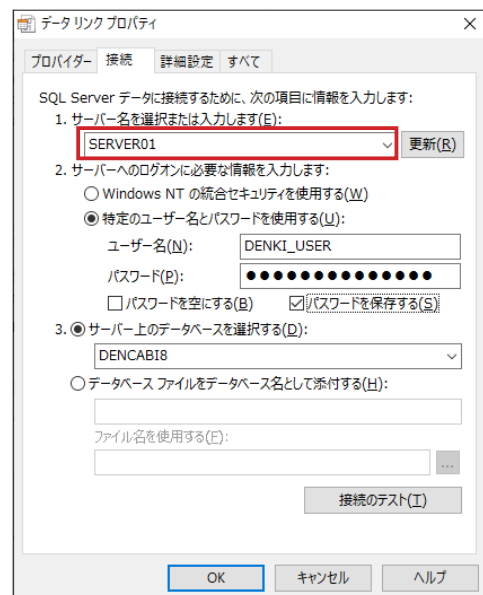 データ リンク プロパティ
プロバイダー 接続 詳細設定 すべて
SQL Server データに接続するために、次の項目に情報を入力します:
1. サーバー名を選択または入力します(E):
SERVER01 更新(R)
2. サーバーへのログオンに必要な情報を入力します:
Windows NT の統合セキュリティを使用する(W)
特定のユーザー名とパスワードを使用する(U):
ユーザー名(N): DENKI_USER
パスワード(P): ●●●●●●●●●●●●●●
パスワードを空にする(B) パスワードを保存する(S)
3. サーバー上のデータベースを選択する(D):
DENCABI8
データベース ファイルをデータベース名として添付する(H):
ファイル名を使用する(F):
...
接続のテスト(T)
OK キャンセル ヘルプ